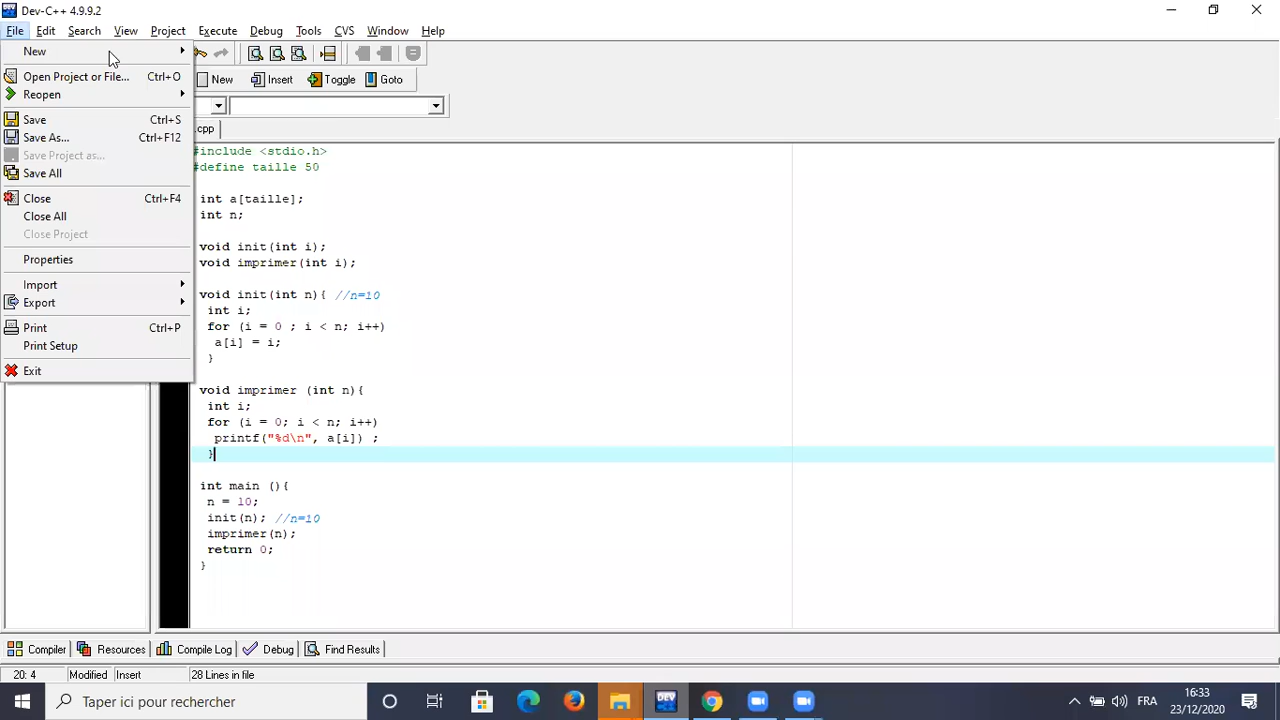 Dev-C++ 4.9.9.2
File Edit Search View Project Execute Debug Tools CVS Window Help
New
Open Project or File... Ctrl+O
Reopen
Save Ctrl+S
Save As... Ctrl+F12
Save Project as...
Save All
Close Ctrl+F4
Close All
Close Project
Properties
Import
Export
Print Ctrl+P
Print Setup
Exit
New Insert Toggle Goto
.cpp
#include <stdio.h>
#define taille 50
int a[taille];
int n;
void init(int i);
void imprimer(int i);
void init(int n){ //n=10
int i;
for (i = 0 ; i < n; i++)
a[i] = i;
}
void imprimer (int n){
int i;
for (i = 0; i < n; i++)
printf("%d\n", a[i]) ;
}
int main (){
n = 10;
init(n); //n=10
imprimer(n);
return 0;
}
Compiler Resources Compile Log Debug Find Results
20: 4 Modified Insert 28 Lines in file
Taper ici pour rechercher
DEV
FRA
16:33
23/12/2020